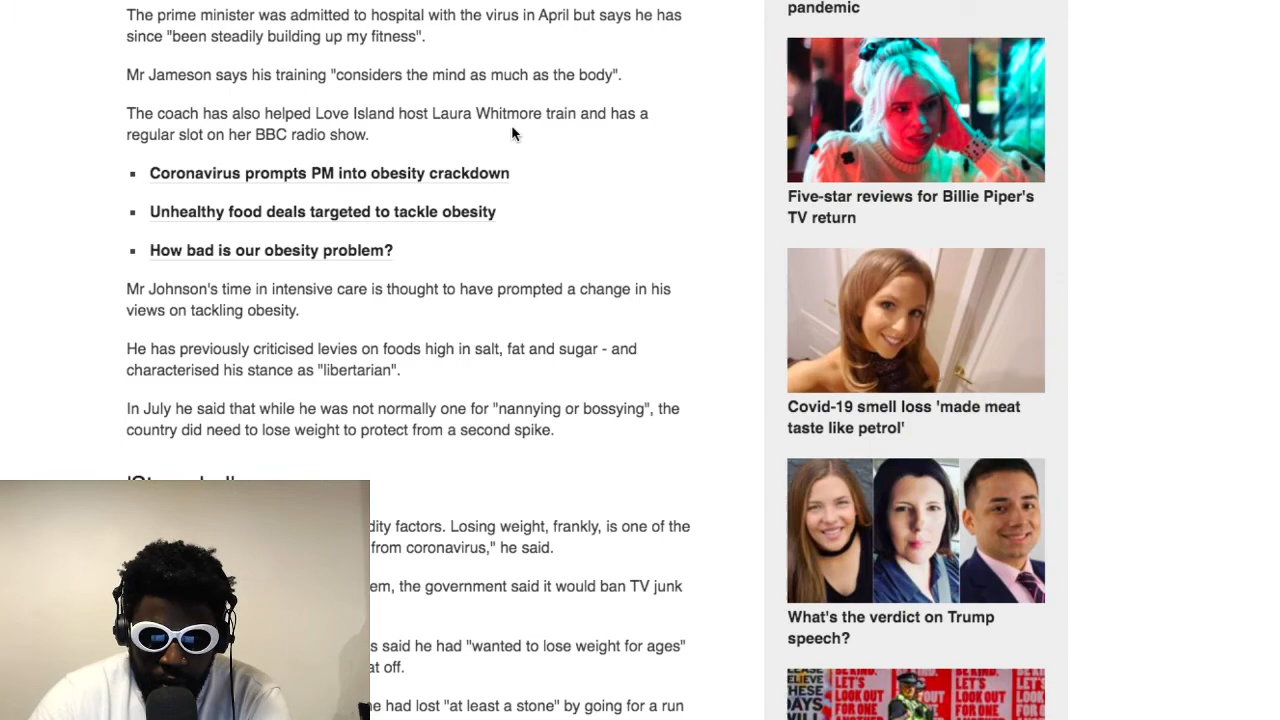 The prime minister was admitted to hospital with the virus in April but says he has
since "been steadily building up my fitness".
Mr Jameson says his training "considers the mind as much as the body".
The coach has also helped Love Island host Laura Whitmore train and has a
regular slot on her BBC radio show.
Coronavirus prompts PM into obesity crackdown
Unhealthy food deals targeted to tackle obesity
How bad is our obesity problem?
Mr Johnson's time in intensive care is thought to have prompted a change in his
views on tackling obesity.
He has previously criticised levies on foods high in salt, fat and sugar - and
characterised his stance as "libertarian".
In July he said that while he was not normally one for "nannying or bossying", the
country did need to lose weight to protect from a second spike.
dity factors. Losing weight, frankly, is one of the
from coronavirus," he said.
em, the government said it would ban TV junk
s said he had "wanted to lose weight for ages"
at off.
he had lost "at least a stone" by going for a run
pandemic
Five-star reviews for Billie Piper's
TV return
Covid-19 smell loss 'made meat
taste like petrol'
What's the verdict on Trump
speech?
BE KIND.
LET'S
LOOK OUT
FOR ONE